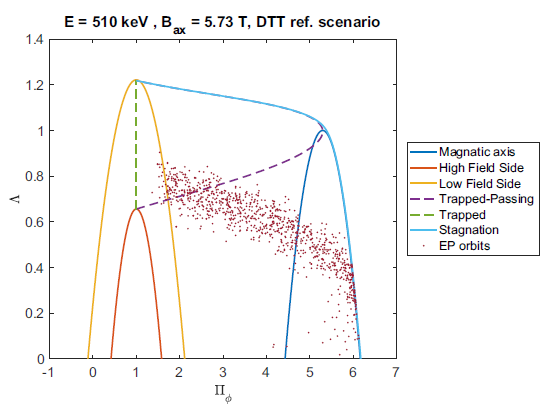 E = 510 keV , B_ax = 5.73 T, DTT ref. scenario
1.4
1.2
1
0.8
0.6
0.4
0.2
0
Λ
-1 0 1 2 3 4 5 6 7
Π_ϕ
Magnatic axis
High Field Side
Low Field Side
Trapped-Passing
Trapped
Stagnation
EP orbits